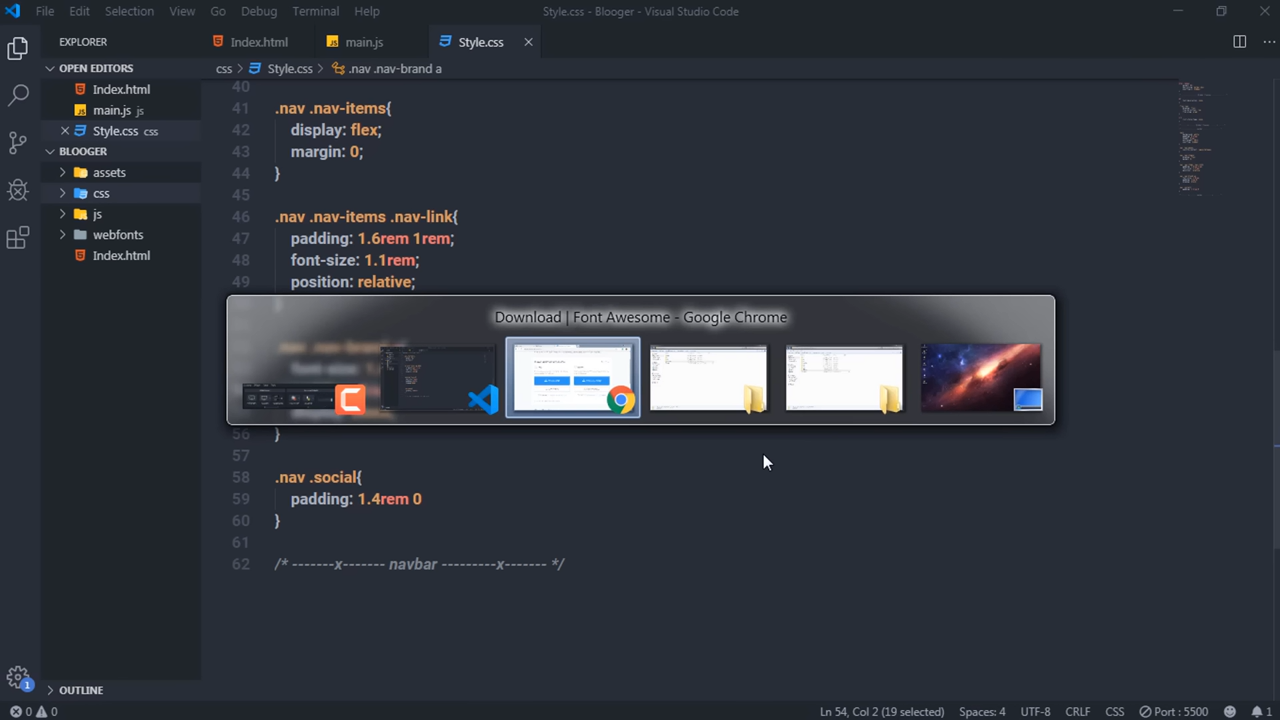 File Edit Selection View Go Debug Terminal Help
Style.css - Blooger - Visual Studio Code
EXPLORER
Index.html
JS main.js
Style.css
OPEN EDITORS
css > Style.css > .nav .nav-brand a
Index.html
JS main.js js
Style.css css
BLOOGER
assets
css
js
webfonts
Index.html
40
41 .nav .nav-items{
42 display: flex;
43 margin: 0;
44 }
45
46 .nav .nav-items .nav-link{
47 padding: 1.6rem 1rem;
48 font-size: 1.1rem;
49 position: relative;
Download | Font Awesome - Google Chrome
56 }
57
58 .nav .social{
59 padding: 1.4rem 0
60 }
61
62 /* -------x------- navbar ---------x------- */
OUTLINE
1
0 0
Ln 54, Col 2 (19 selected) Spaces: 4 UTF-8 CRLF CSS Port : 5500 1